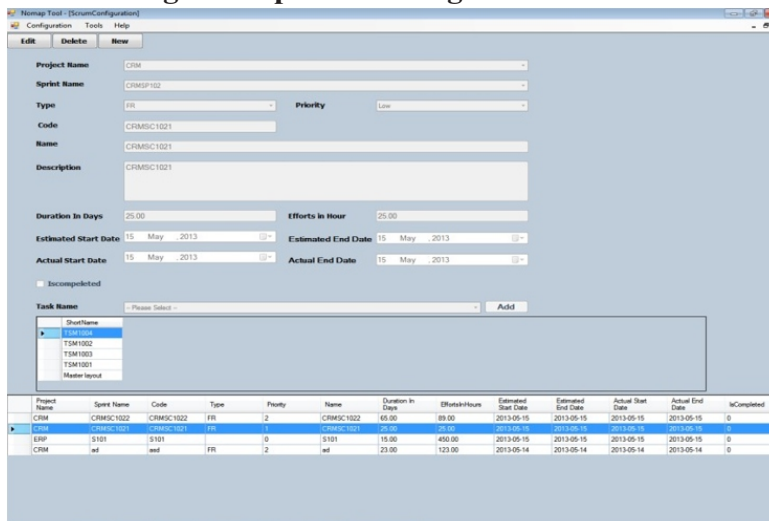 Nomap Tool - [ScrumConfiguration]
Configuration Tools Help
Edit Delete New
Project Name CRM
Sprint Name CRMSP102
Type FR Priority Low
Code CRMSC1021
Name CRMSC1021
Description CRMSC1021
Duration In Days 25.00 Efforts in Hour 25.00
Estimated Start Date 15 May , 2013 Estimated End Date 15 May , 2013
Actual Start Date 15 May , 2013 Actual End Date 15 May , 2013
Iscompeleted
Task Name -- Please Select -- Add
ShortName
TSM1004
TSM1002
TSM1003
TSM1001
Master layout
Project Name Sprint Name Code Type Priority Name Duration In Days EffortsInHours Estimated Start Date Estimated End Date Actual Start Date Actual End Date IsCompleted
CRM CRMSC1022 CRMSC1022 FR 2 CRMSC1022 65.00 89.00 2013-05-15 2013-05-15 2013-05-15 2013-05-15 0
CRM CRMSC1021 CRMSC1021 FR 1 CRMSC1021 25.00 25.00 2013-05-15 2013-05-15 2013-05-15 2013-05-15 0
ERP S101 S101 0 S101 15.00 450.00 2013-05-15 2013-05-15 2013-05-15 2013-05-15 0
CRM ad asd FR 2 ad 23.00 123.00 2013-05-14 2013-05-14 2013-05-14 2013-05-14 0